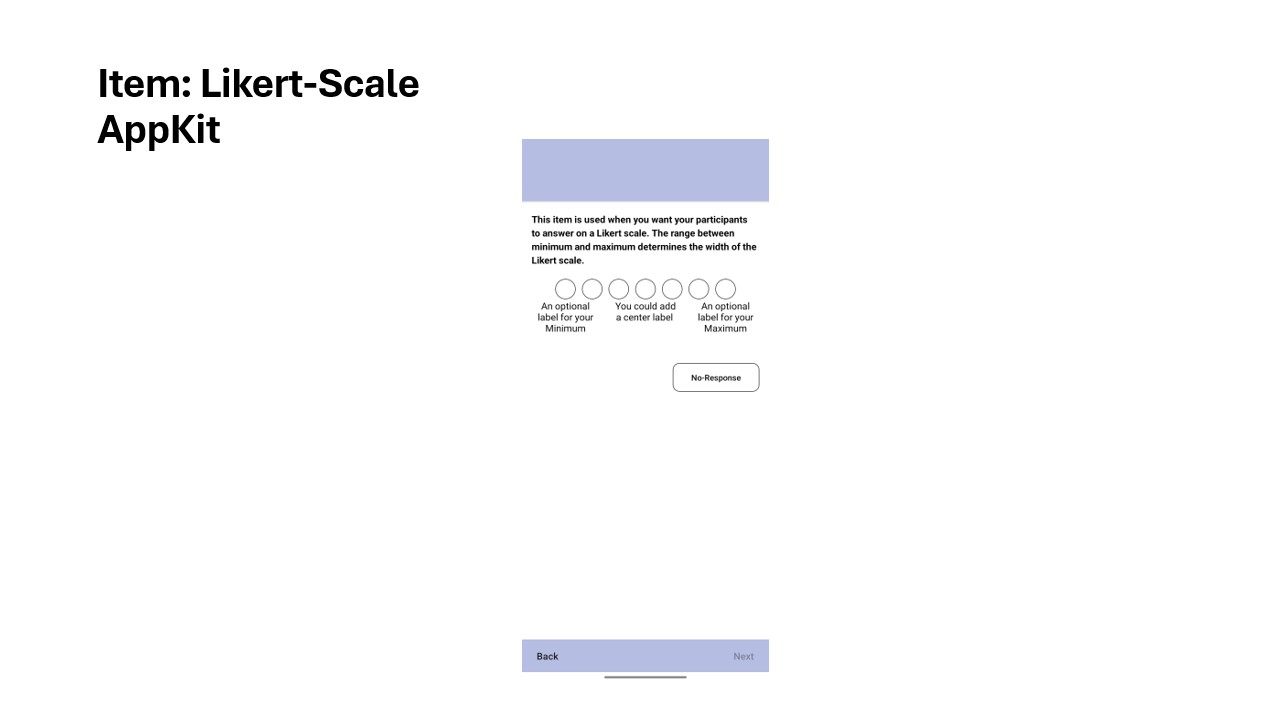 Item: Likert-Scale
AppKit
This item is used when you want your participants
to answer on a Likert scale. The range between
minimum and maximum determines the width of the
Likert scale.
An optional
label for your
Minimum
You could add
a center label
An optional
label for your
Maximum
No-Response
Back
Next